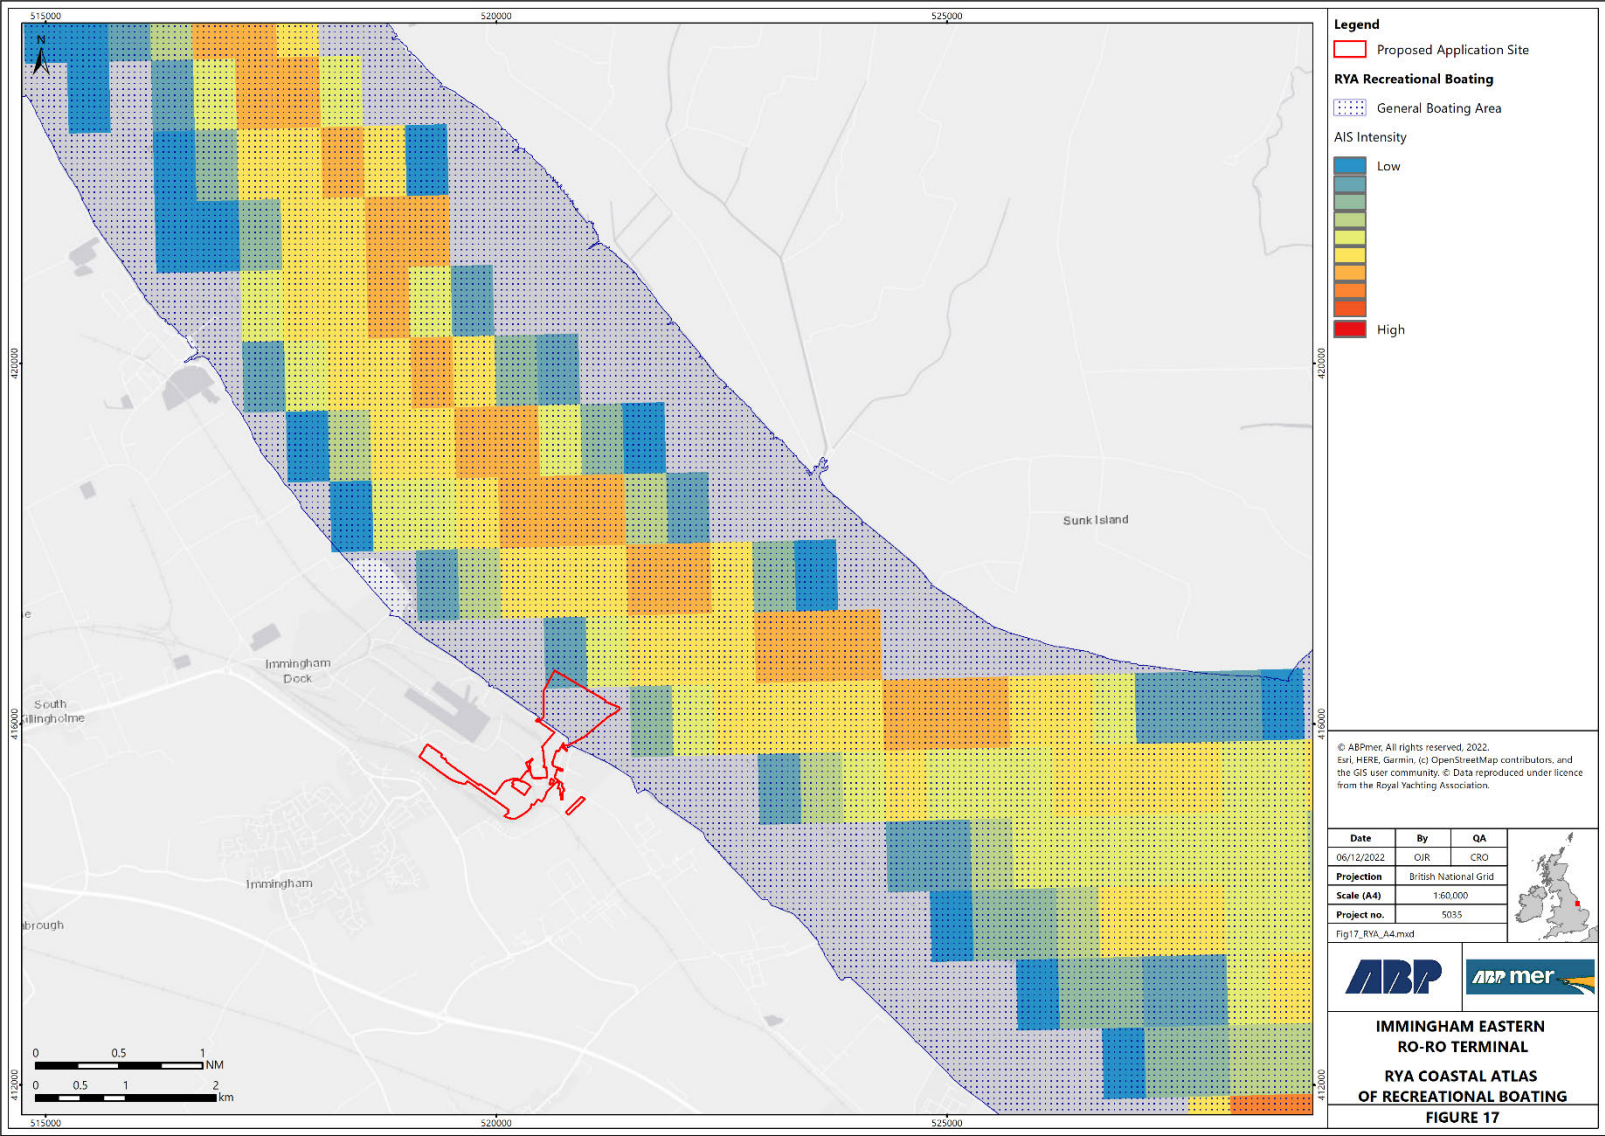 515000
520000
525000
N
420000
416000
412000
420000
416000
412000
Sunk Island
Immingham
Dock
South
Killingholme
Immingham
0 0.5 1
NM
0 0.5 1 2
km
515000
520000
525000
Legend
Proposed Application Site
RYA Recreational Boating
General Boating Area
AIS Intensity
Low
High
© ABPmer, All rights reserved, 2022.
Esri, HERE, Garmin, (c) OpenStreetMap contributors, and
the GIS user community. © Data reproduced under licence
from the Royal Yachting Association.
Date By QA
06/12/2022 OJR CRO
Projection British National Grid
Scale (A4) 1:60,000
Project no. 5035
Fig17_RYA_A4.mxd
ABP
ABP mer
IMMINGHAM EASTERN
RO-RO TERMINAL
RYA COASTAL ATLAS
OF RECREATIONAL BOATING
FIGURE 17